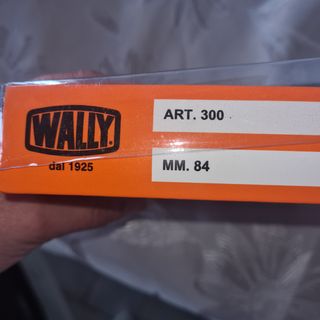 WALLY.
dal 1925
ART. 300
MM. 84